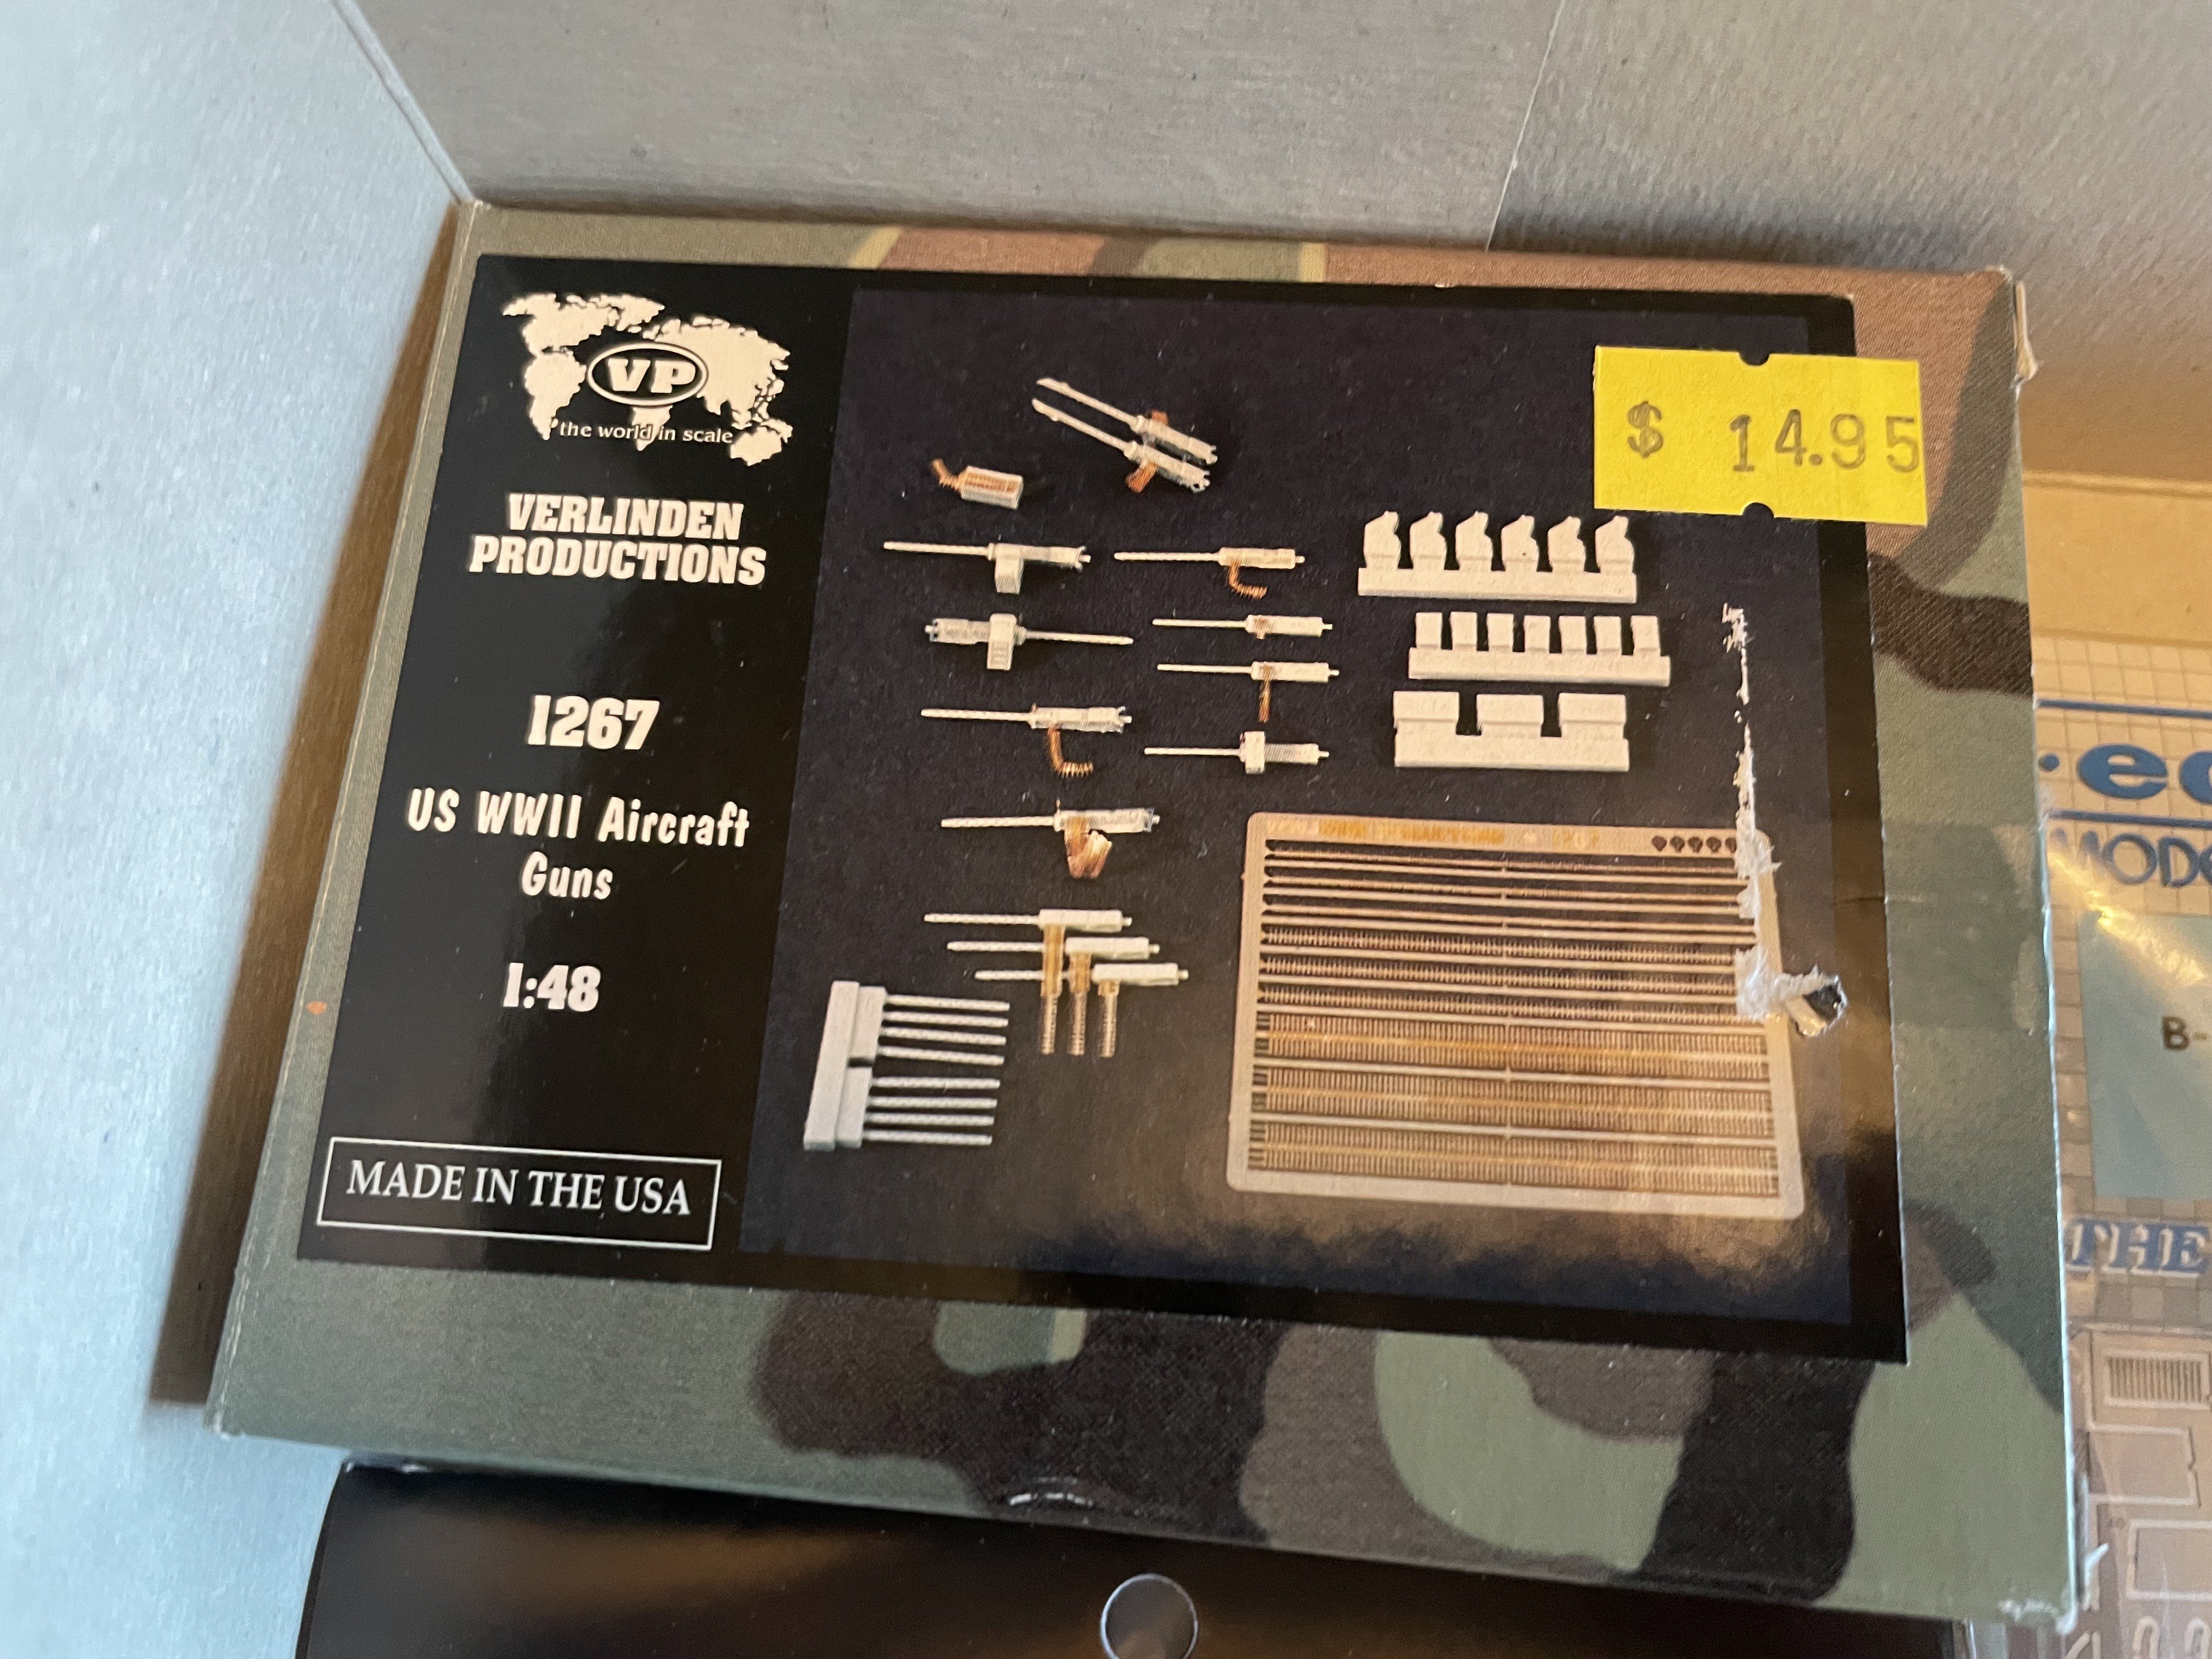 VP
the world in scale
VERLINDEN
PRODUCTIONS
1267
US WWII Aircraft
Guns
1:48
MADE IN THE USA
$ 14.95
B-
THE